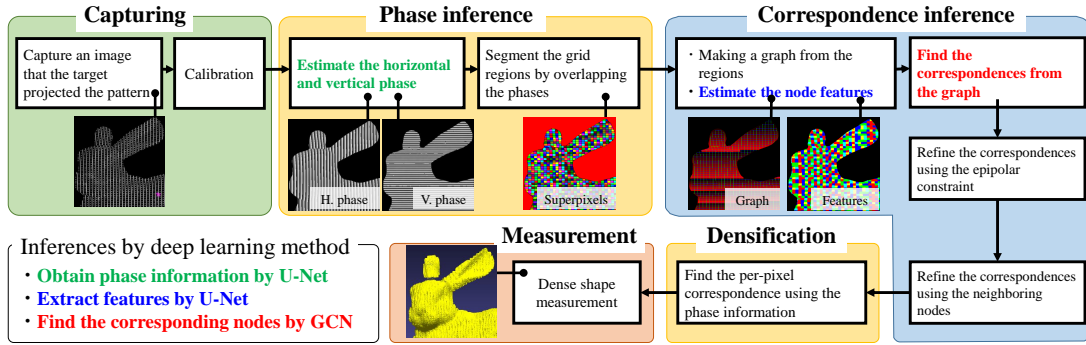 Capturing
Capture an image
that the target
projected the pattern
Calibration
Phase inference
Estimate the horizontal
and vertical phase
Segment the grid
regions by overlapping
the phases
H. phase
V. phase
Superpixels
Correspondence inference
・Making a graph from the
regions
・Estimate the node features
Graph
Features
Find the
correspondences from
the graph
Refine the correspondences
using the epipolar
constraint
Refine the correspondences
using the neighboring
nodes
Densification
Find the per-pixel
correspondence using the
phase information
Measurement
Dense shape
measurement
Inferences by deep learning method
・Obtain phase information by U-Net
・Extract features by U-Net
・Find the corresponding nodes by GCN